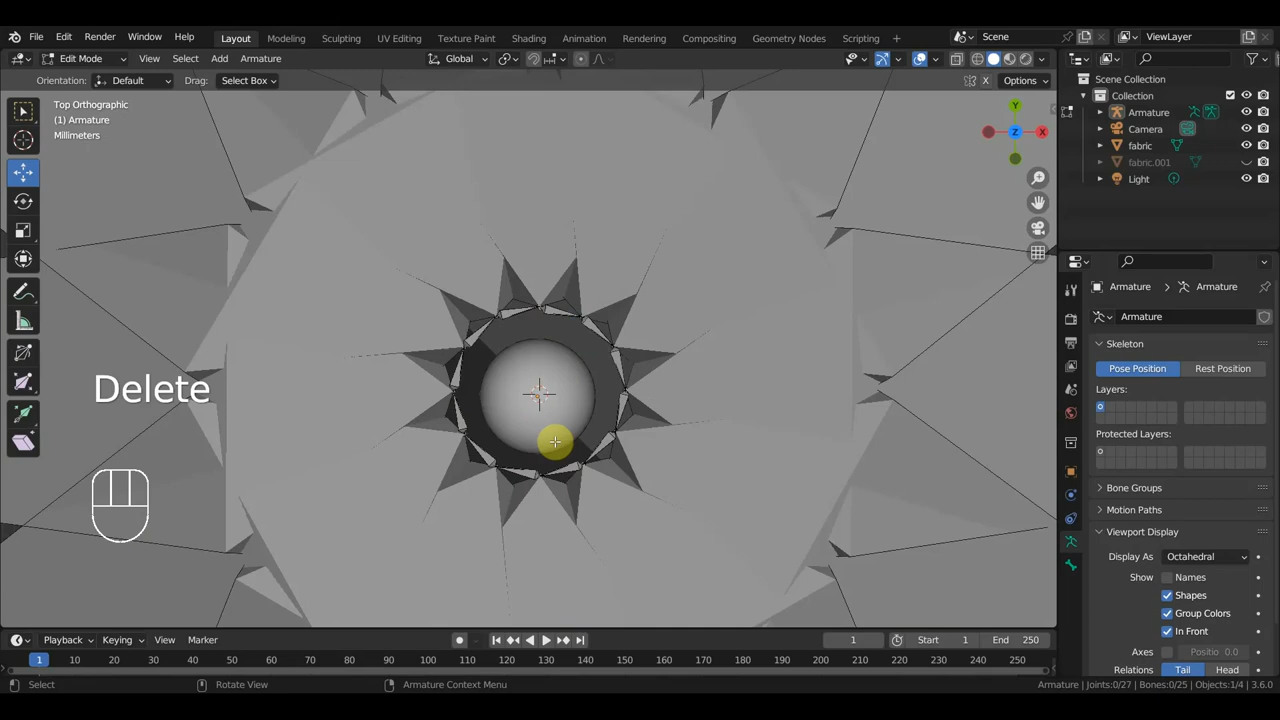 File Edit Render Window Help Layout Modeling Sculpting UV Editing Texture Paint Shading Animation Rendering Compositing Geometry Nodes Scripting + Scene ViewLayer
Edit Mode View Select Add Armature Global X Options
Orientation: Default Drag: Select Box
Top Orthographic
(1) Armature
Millimeters
Y
X
Z
Delete
Scene Collection
Collection
Armature
Camera
fabric
fabric.001
Light
Armature > Armature
Armature
Skeleton
Pose Position Rest Position
Layers:
Protected Layers:
Bone Groups
Motion Paths
Viewport Display
Display As Octahedral
Show Names
Shapes
Group Colors
In Front
Axes Positio 0.0
Relations Tail Head
Playback Keying View Marker 1 Start 1 End 250
1 10 20 30 40 50 60 70 80 90 100 110 120 130 140 150 160 170 180 190 200 210 220 230 240 250
Select Rotate View Armature Context Menu Armature | Joints:0/27 | Bones:0/25 | Objects:1/4 | 3.6.0